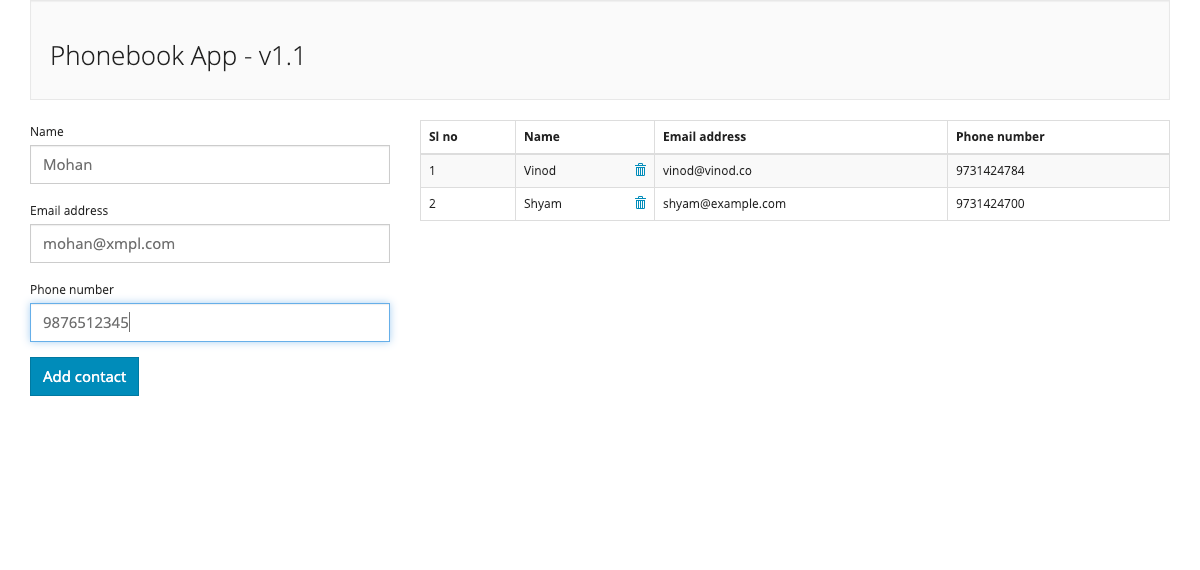 Phonebook App - v1.1
Name
Mohan
Email address
mohan@xmpl.com
Phone number
9876512345
Add contact
Sl no Name Email address Phone number
1 Vinod vinod@vinod.co 9731424784
2 Shyam shyam@example.com 9731424700